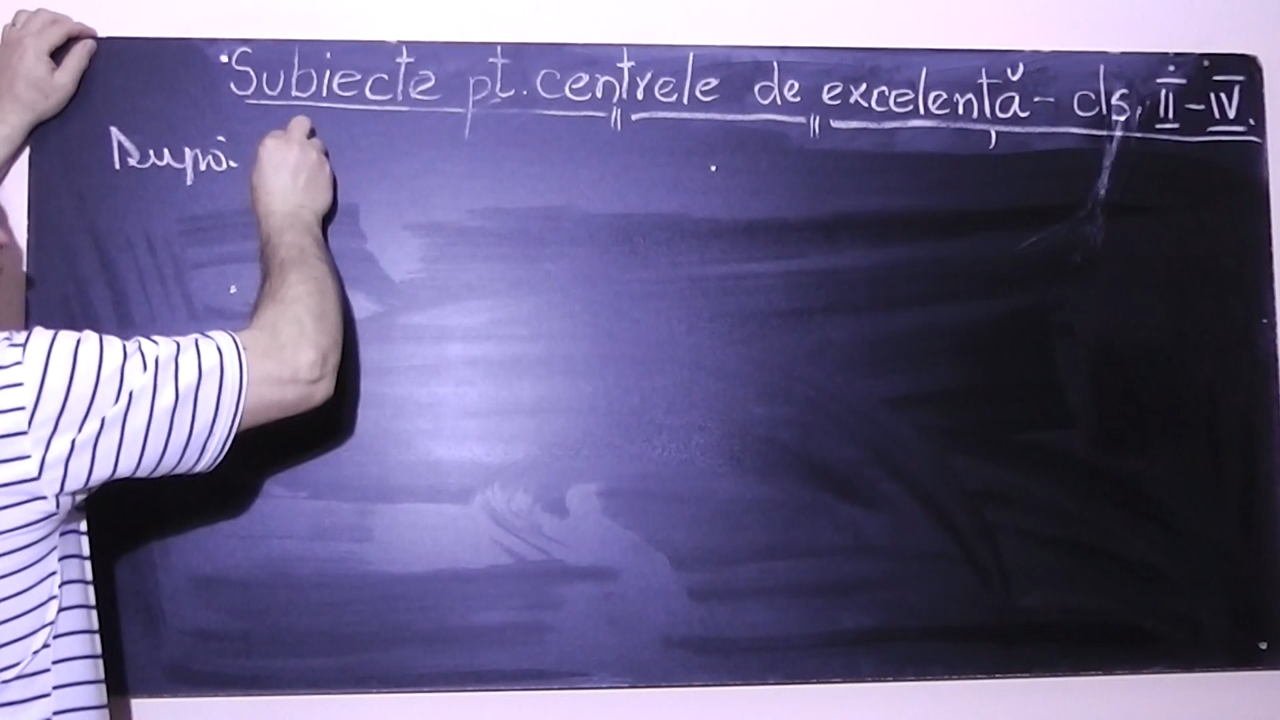 Subiecte pt. centrele de excelență - cls. II - IV.
După